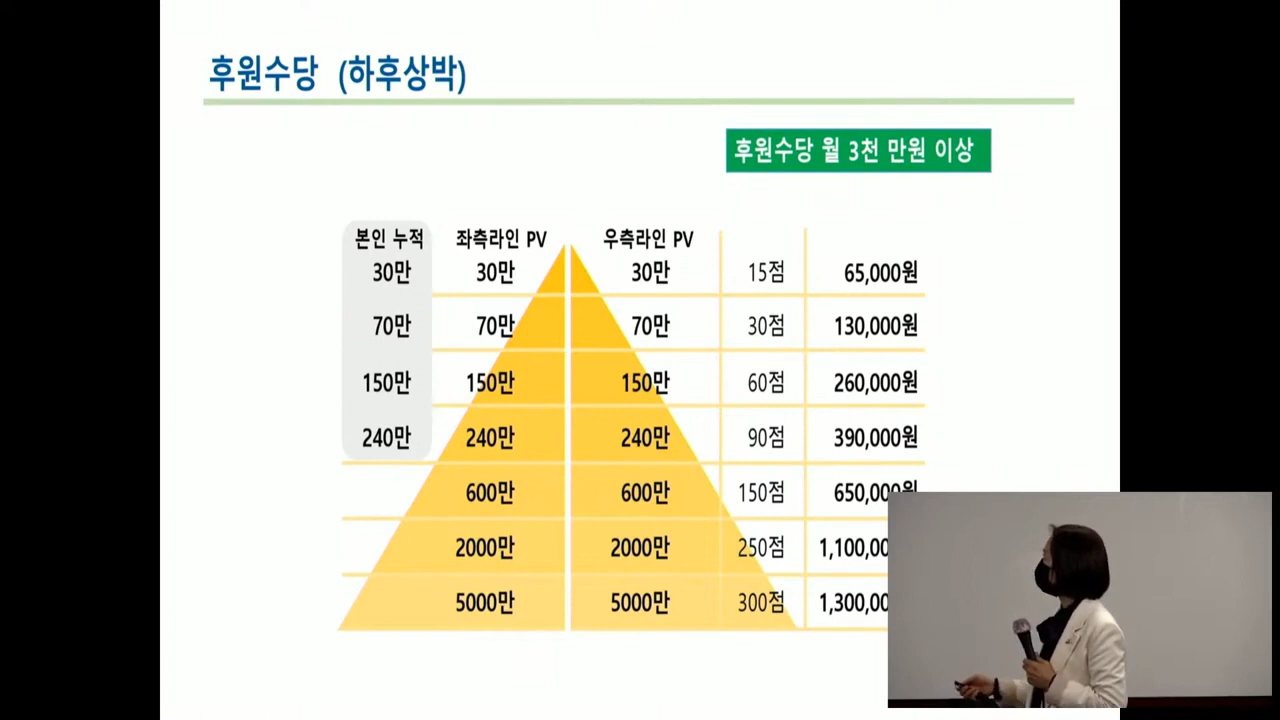 후원수당 (하후상박)
후원수당 월 3천 만원 이상
본인 누적 좌측라인 PV 우측라인 PV
30만 30만 30만 15점 65,000원
70만 70만 70만 30점 130,000원
150만 150만 150만 60점 260,000원
240만 240만 240만 90점 390,000원
600만 600만 150점 650,000원
2000만 2000만 250점 1,100,00
5000만 5000만 300점 1,300,00